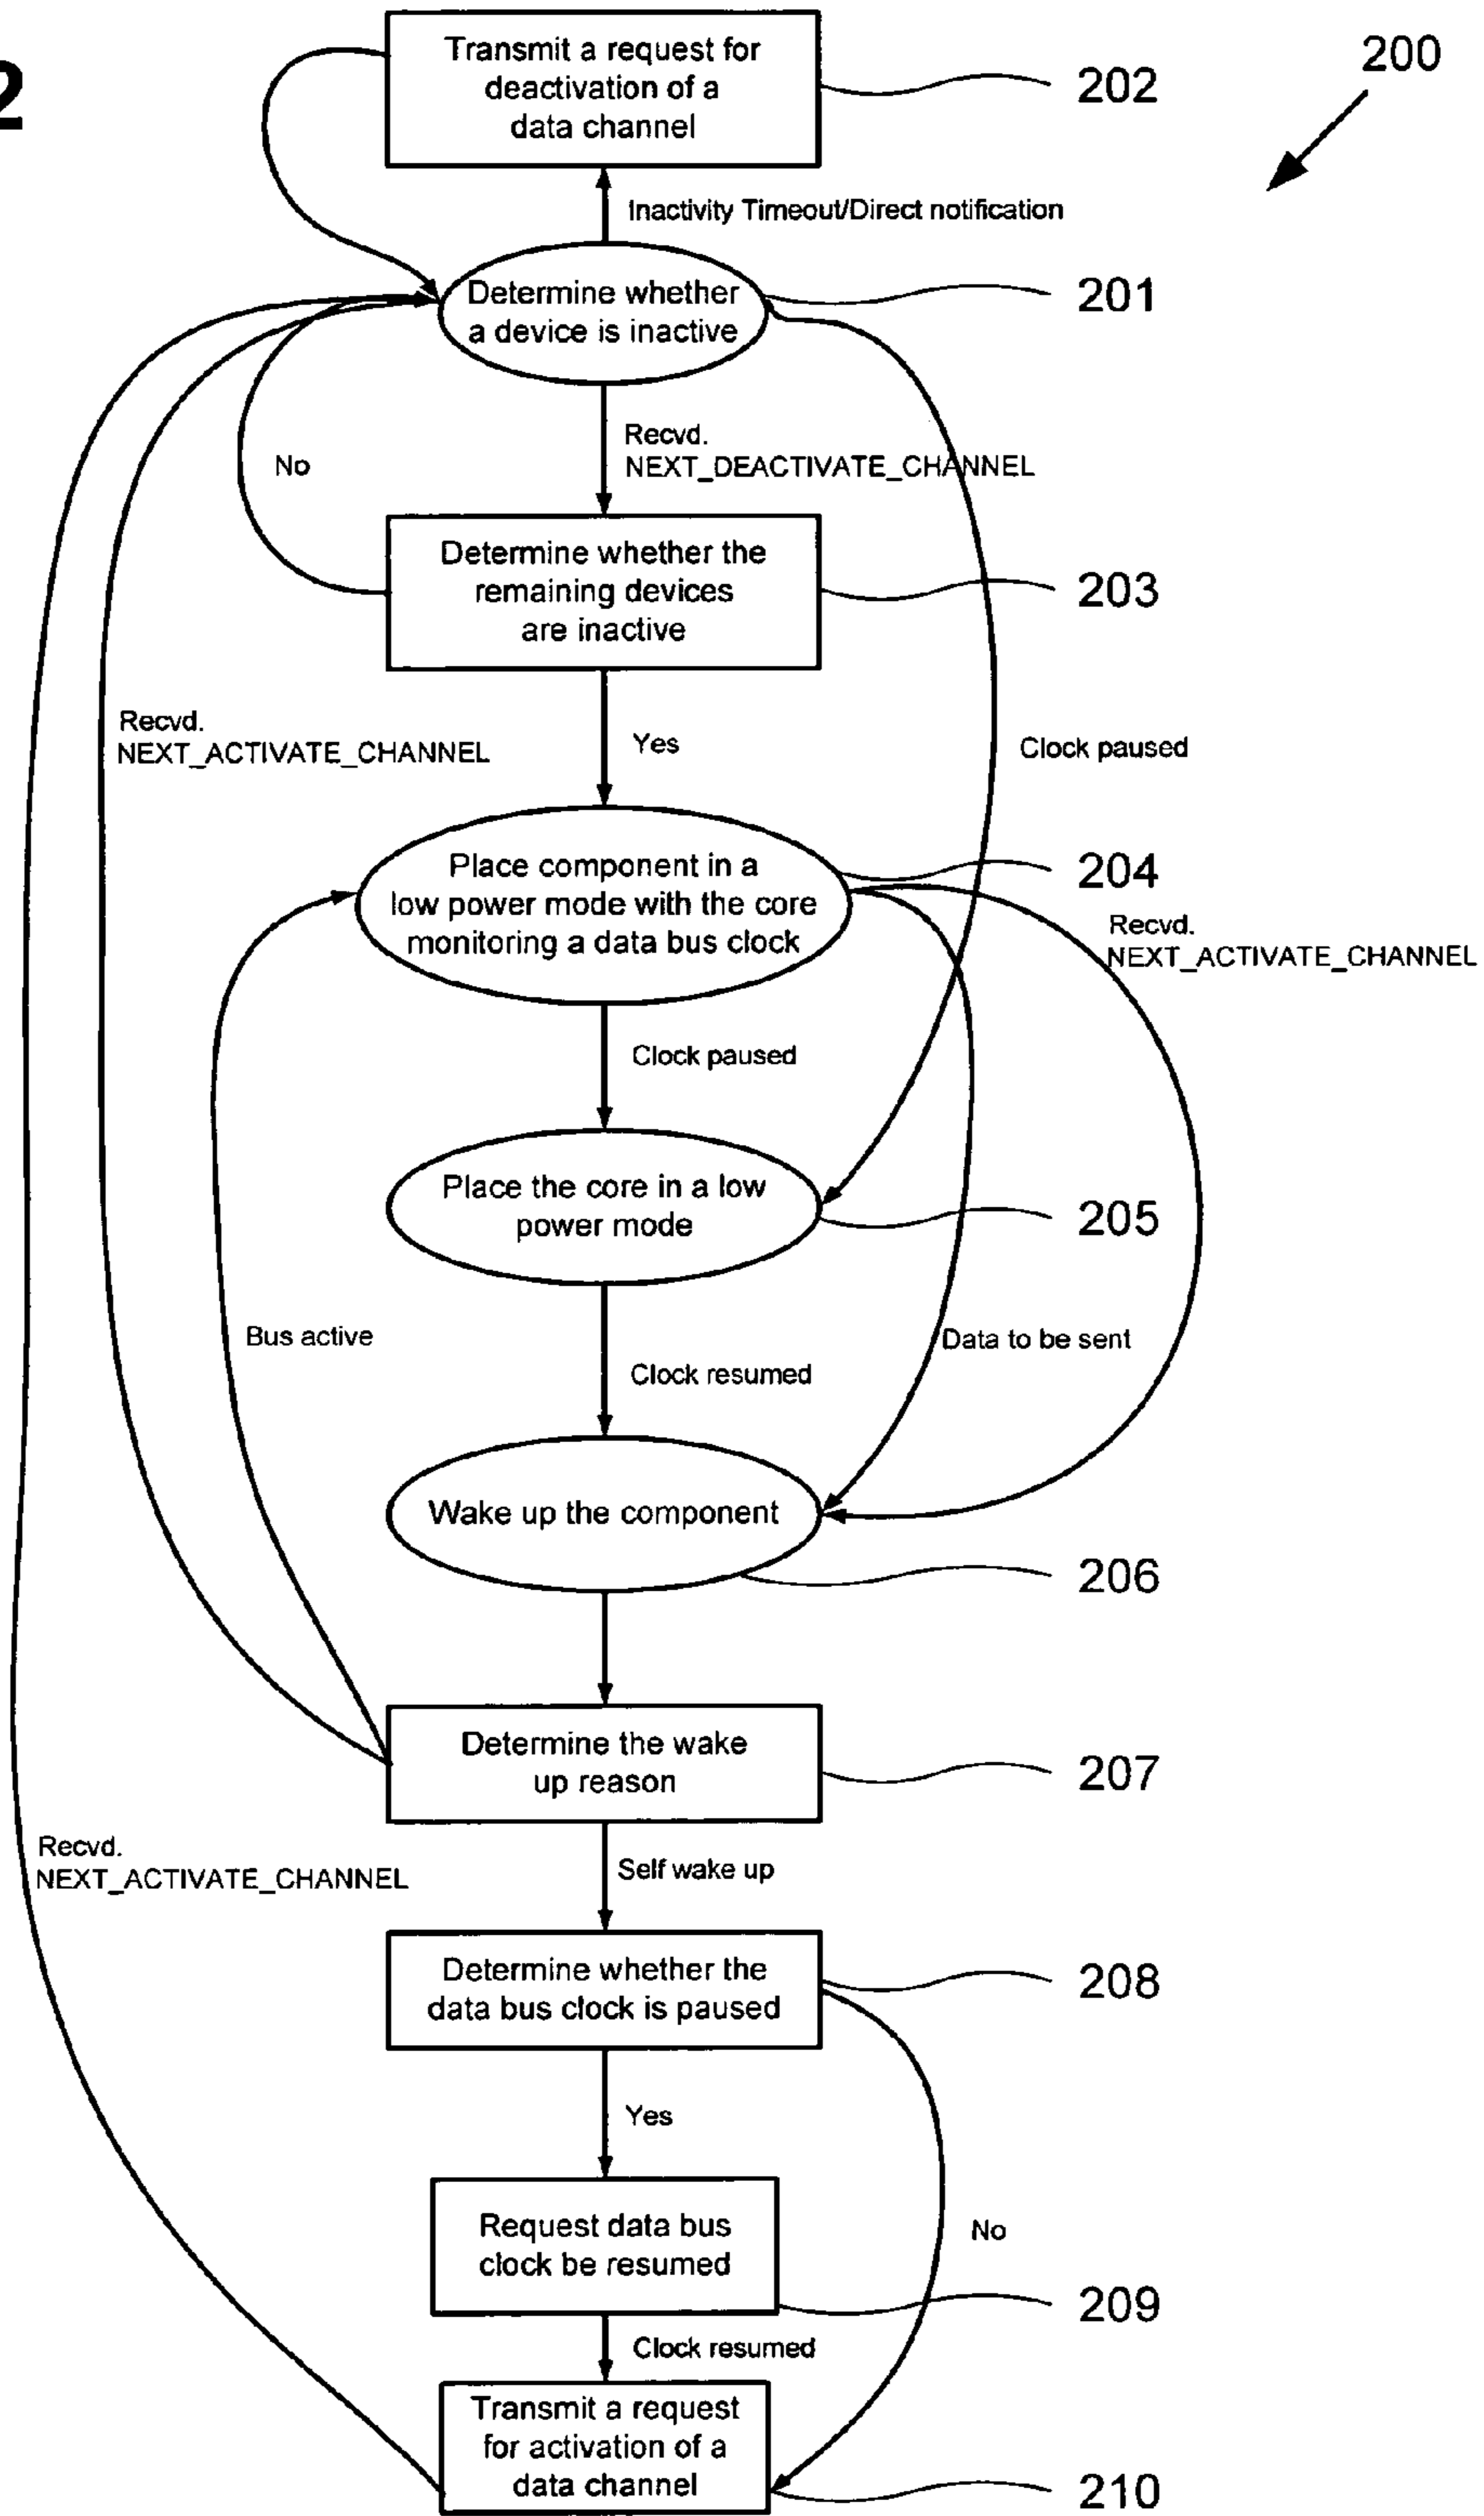 2
200
Transmit a request for
deactivation of a
data channel
202
Inactivity Timeout/Direct notification
Determine whether
a device is inactive
201
Recvd.
NEXT_DEACTIVATE_CHANNEL
No
Determine whether the
remaining devices
are inactive
203
Recvd.
NEXT_ACTIVATE_CHANNEL
Yes
Clock paused
Place component in a
low power mode with the core
monitoring a data bus clock
204
Recvd.
NEXT_ACTIVATE_CHANNEL
Clock paused
Place the core in a low
power mode
205
Bus active
Clock resumed
Data to be sent
Wake up the component
206
Determine the wake
up reason
207
Recvd.
NEXT_ACTIVATE_CHANNEL
Self wake up
Determine whether the
data bus clock is paused
208
Yes
Request data bus
clock be resumed
No
209
Clock resumed
Transmit a request
for activation of a
data channel
210